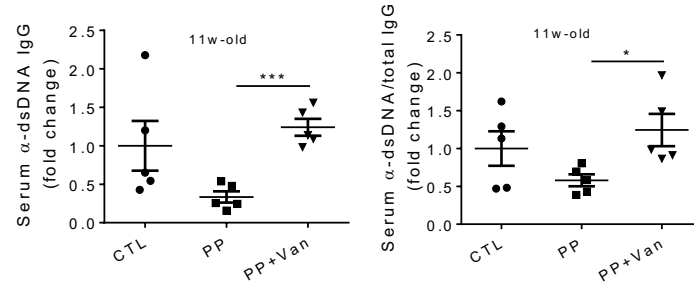 Serum α-dsDNA IgG
(fold change)
11w-old
***
2.5
2.0
1.5
1.0
0.5
0.0
CTL
PP
PP+Van
Serum α-dsDNA/total IgG
(fold change)
11w-old
*
2.5
2.0
1.5
1.0
0.5
0.0
CTL
PP
PP+Van